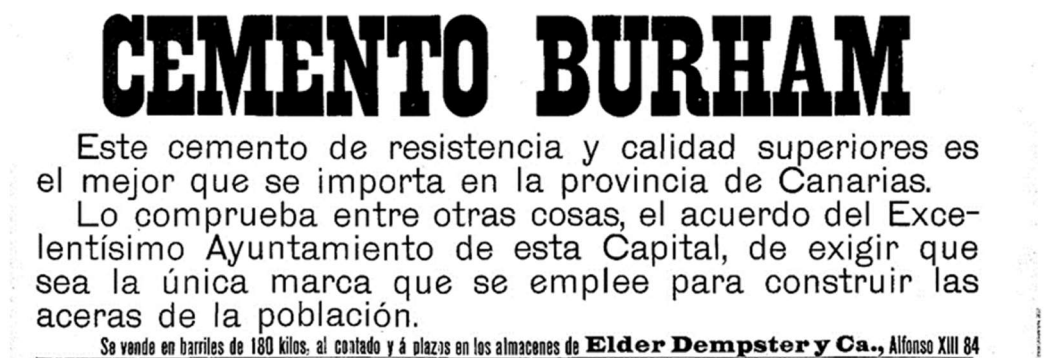 CEMENTO BURHAM
Este cemento de resistencia y calidad superiores es
el mejor que se importa en la provincia de Canarias.
Lo comprueba entre otras cosas, el acuerdo del Exce-
lentísimo Ayuntamiento de esta Capital, de exigir que
sea la única marca que se emplee para construir las
aceras de la población.
Se vende en barriles de 180 kilos, al contado y á plazos en los almacenes de Elder Dempster y Ca., Alfonso XIII 84